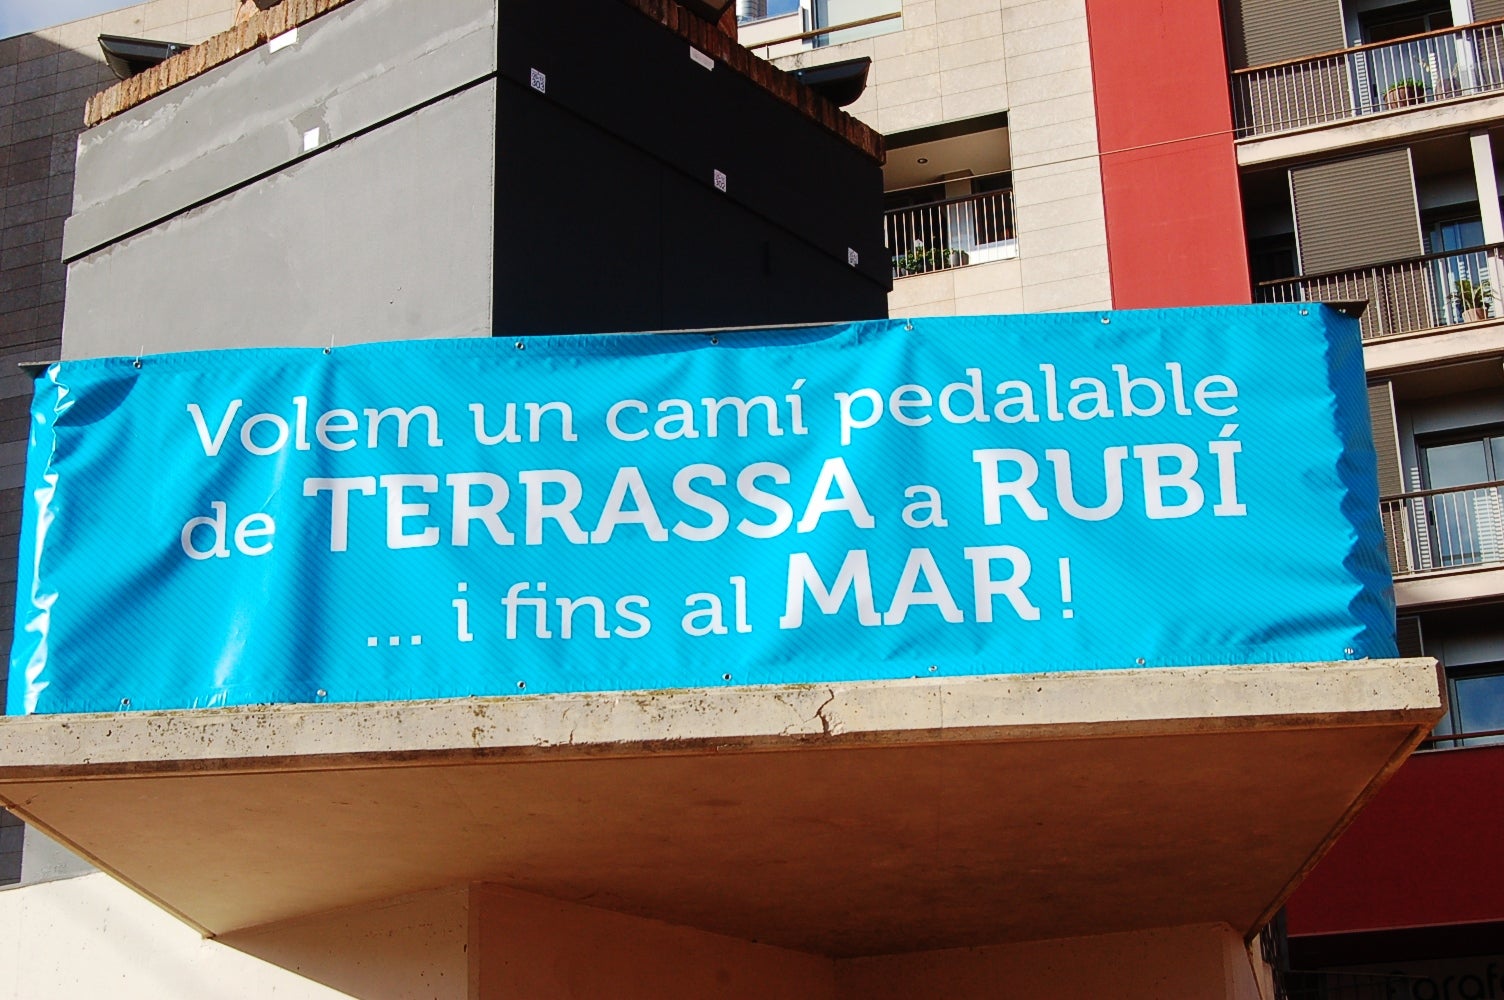 Volem un camí pedalable
de TERRASSA a RUBÍ
... i fins al MAR !